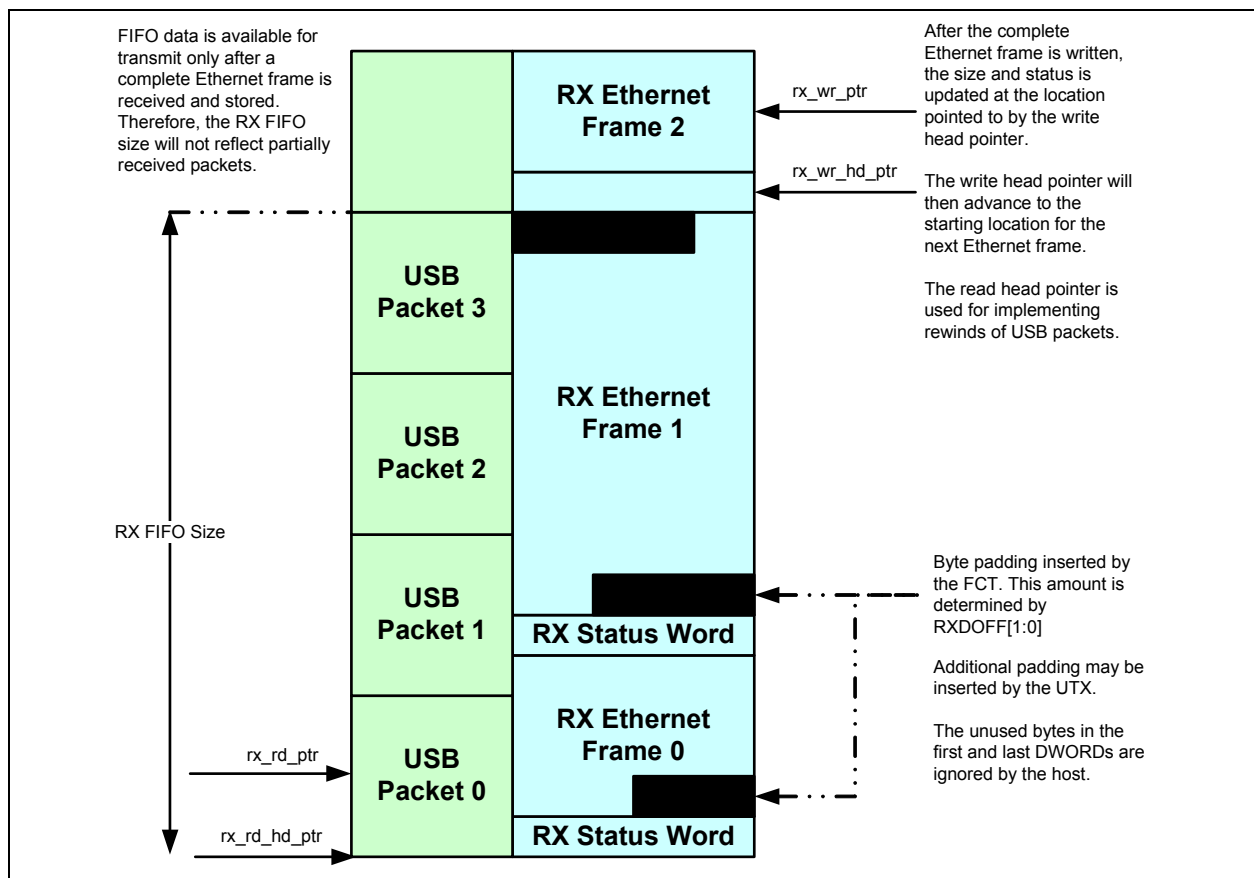 FIFO data is available for
transmit only after a
complete Ethernet frame is
received and stored.
Therefore, the RX FIFO
size will not reflect partially
received packets.
RX Ethernet
Frame 2
rx_wr_ptr
After the complete
Ethernet frame is written,
the size and status is
updated at the location
pointed to by the write
head pointer.
rx_wr_hd_ptr
The write head pointer will
then advance to the
starting location for the
next Ethernet frame.
The read head pointer is
used for implementing
rewinds of USB packets.
USB
Packet 3
RX Ethernet
Frame 1
USB
Packet 2
RX FIFO Size
USB
Packet 1
RX Status Word
Byte padding inserted by
the FCT. This amount is
determined by
RXDOFF[1:0]
Additional padding may be
inserted by the UTX.
The unused bytes in the
first and last DWORDs are
ignored by the host.
RX Ethernet
Frame 0
USB
Packet 0
rx_rd_ptr
rx_rd_hd_ptr
RX Status Word